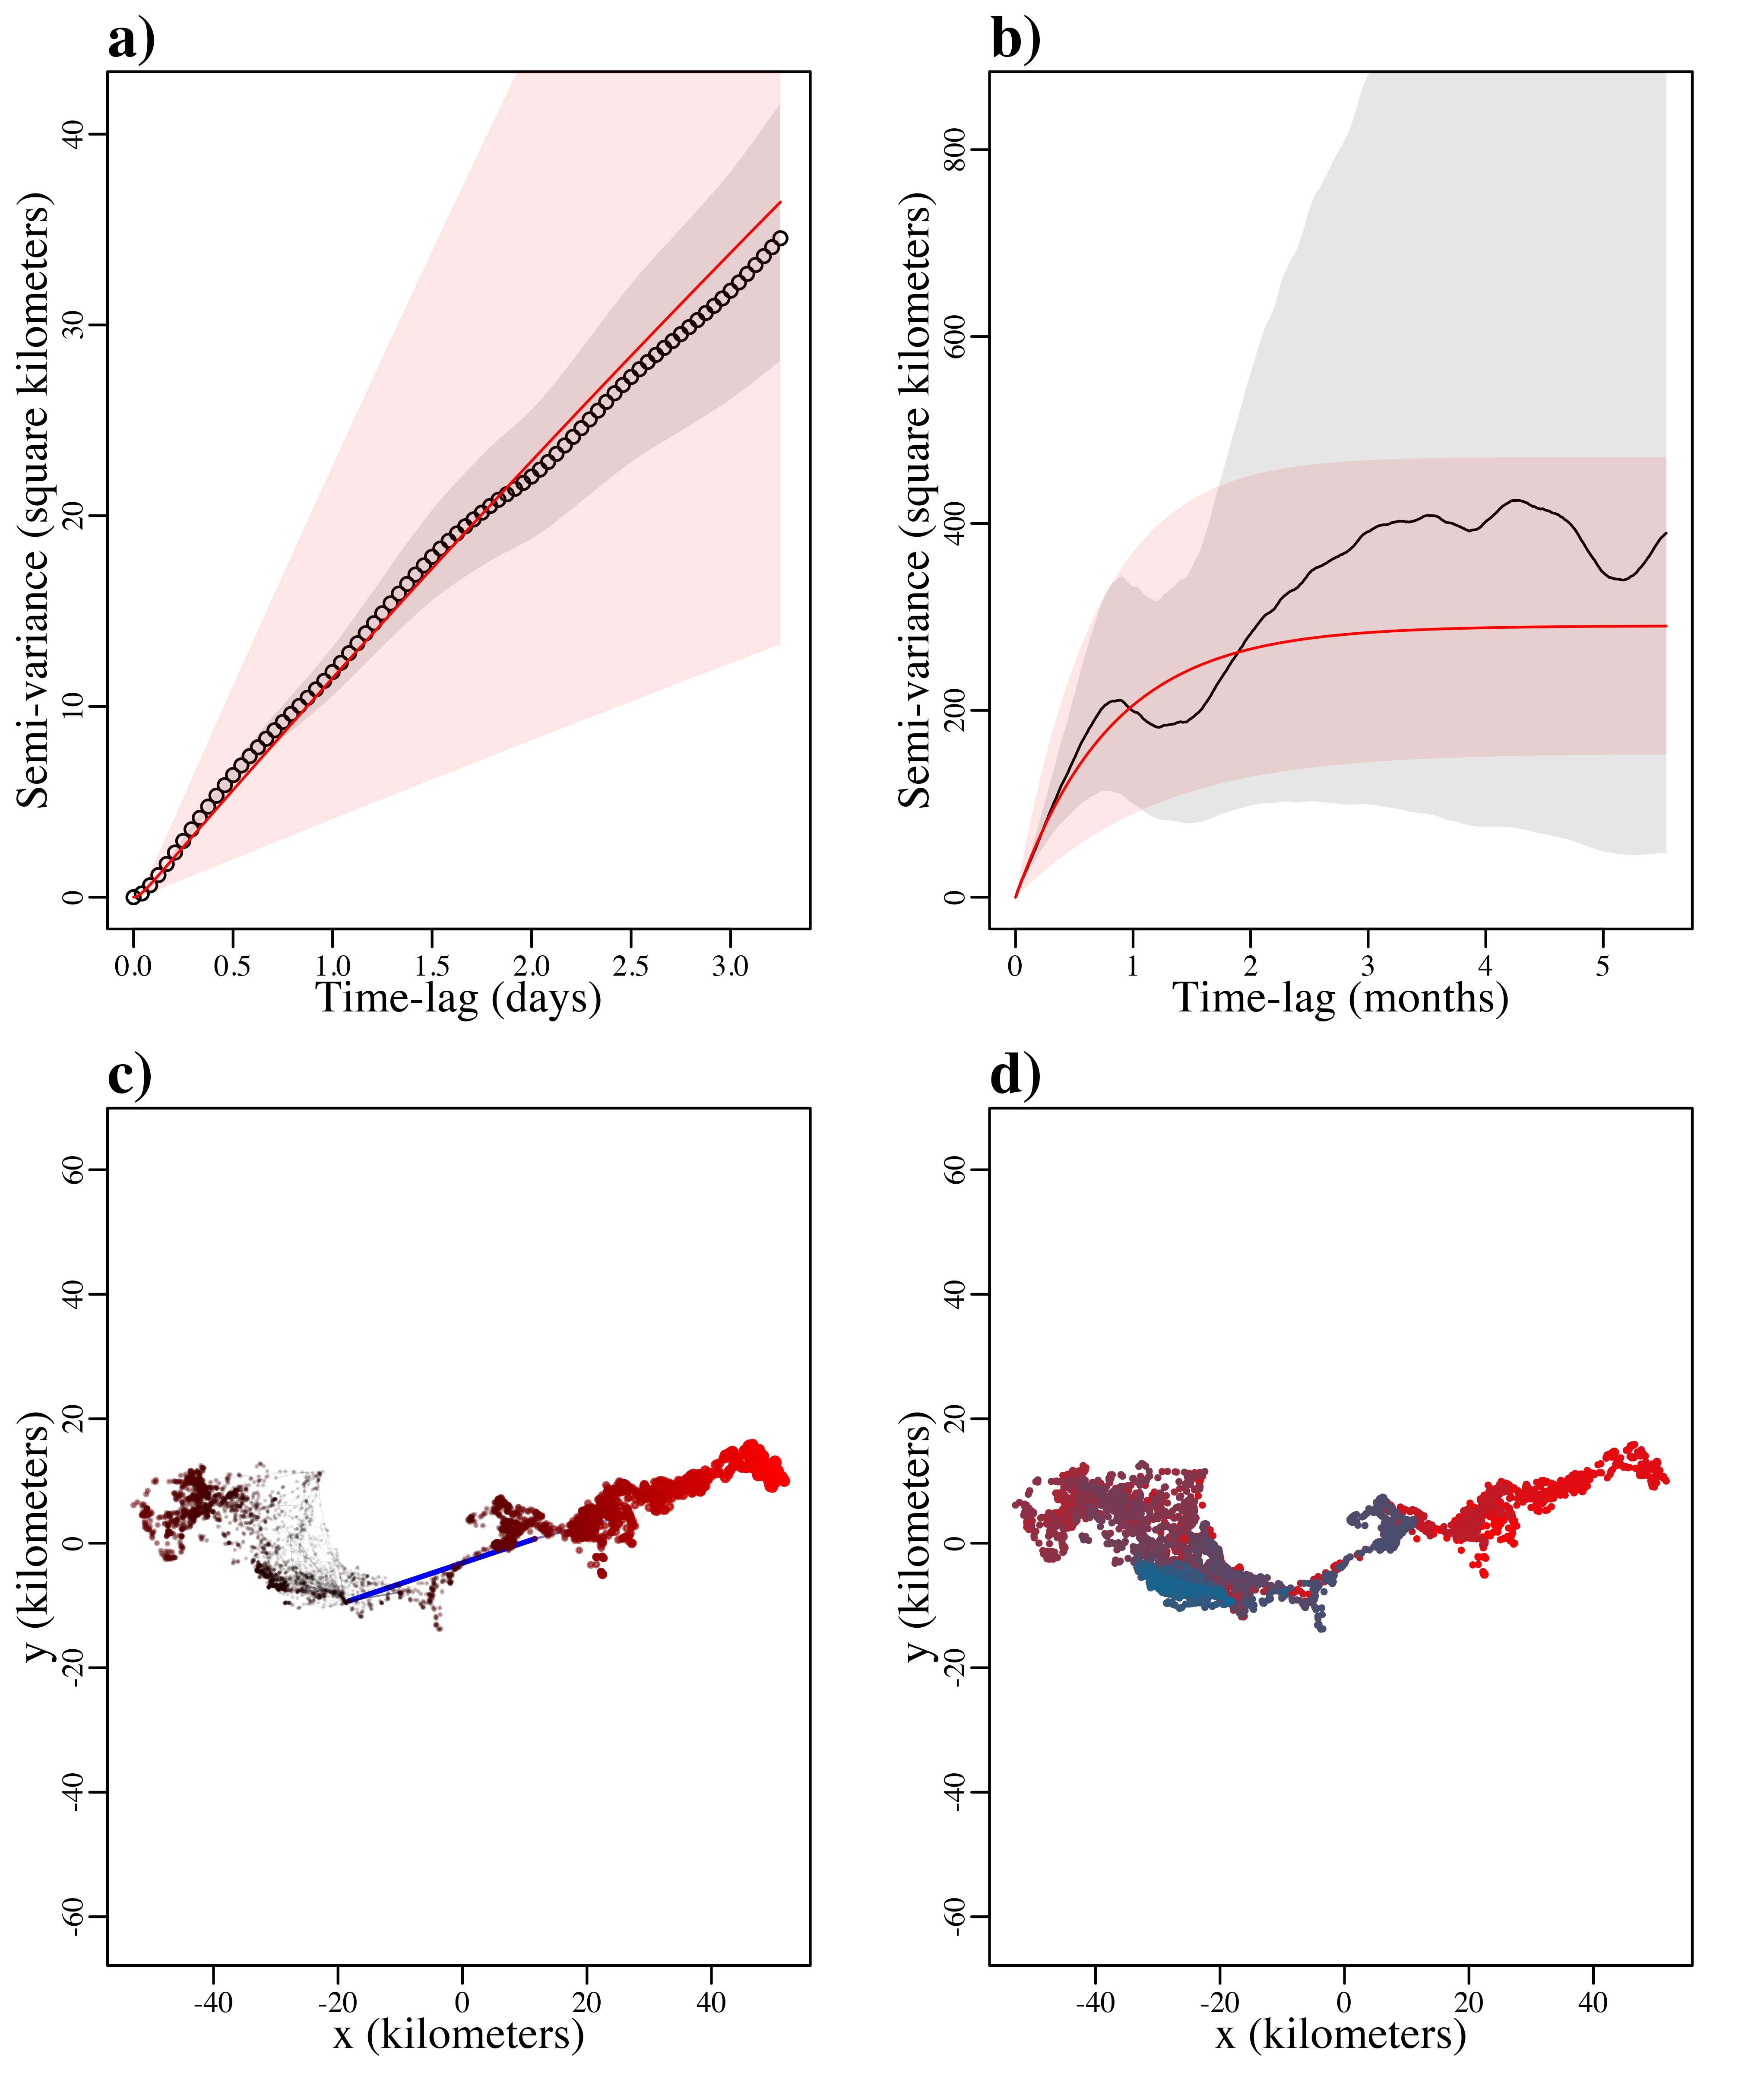 a)
Semi-variance (square kilometers)
0 10 20 30 40
0.0 0.5 1.0 1.5 2.0 2.5 3.0
Time-lag (days)
b)
Semi-variance (square kilometers)
0 200 400 600 800
0 1 2 3 4 5
Time-lag (months)
c)
y (kilometers)
-60 -40 -20 0 20 40 60
-40 -20 0 20 40
x (kilometers)
d)
y (kilometers)
-60 -40 -20 0 20 40 60
-40 -20 0 20 40
x (kilometers)